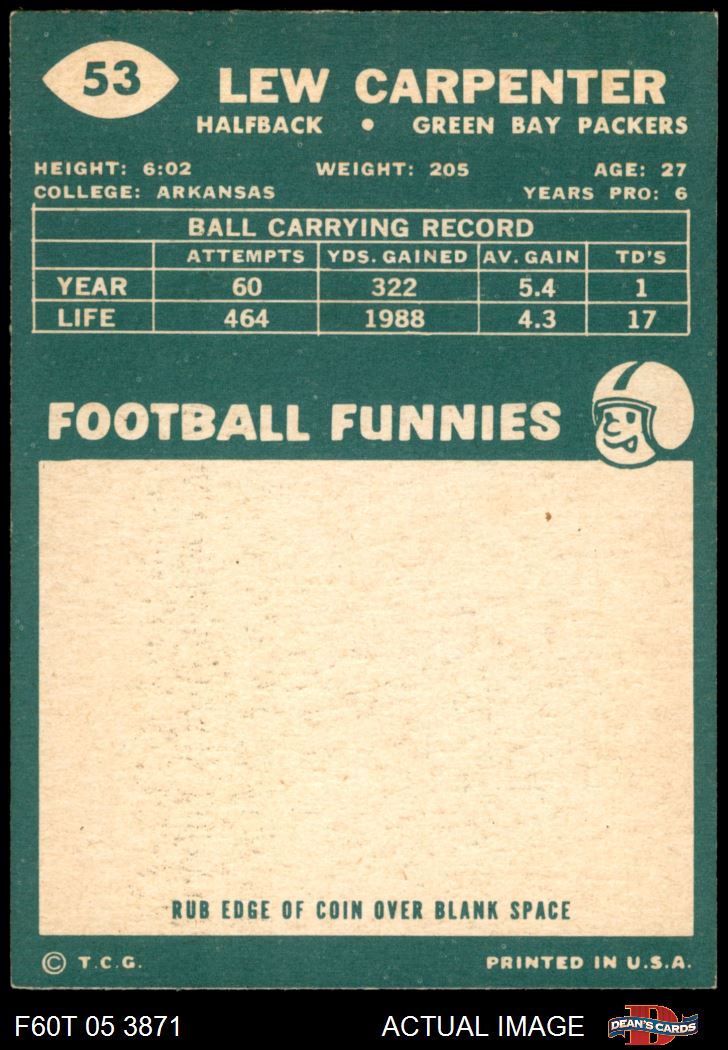 53
LEW CARPENTER
HALFBACK • GREEN BAY PACKERS
HEIGHT: 6:02 WEIGHT: 205 AGE: 27
COLLEGE: ARKANSAS YEARS PRO: 6
BALL CARRYING RECORD
ATTEMPTS YDS. GAINED AV. GAIN TD'S
YEAR 60 322 5.4 1
LIFE 464 1988 4.3 17
FOOTBALL FUNNIES
RUB EDGE OF COIN OVER BLANK SPACE
© T.C.G. PRINTED IN U.S.A.
F60T 05 3871 ACTUAL IMAGE D DEAN'S CARDS